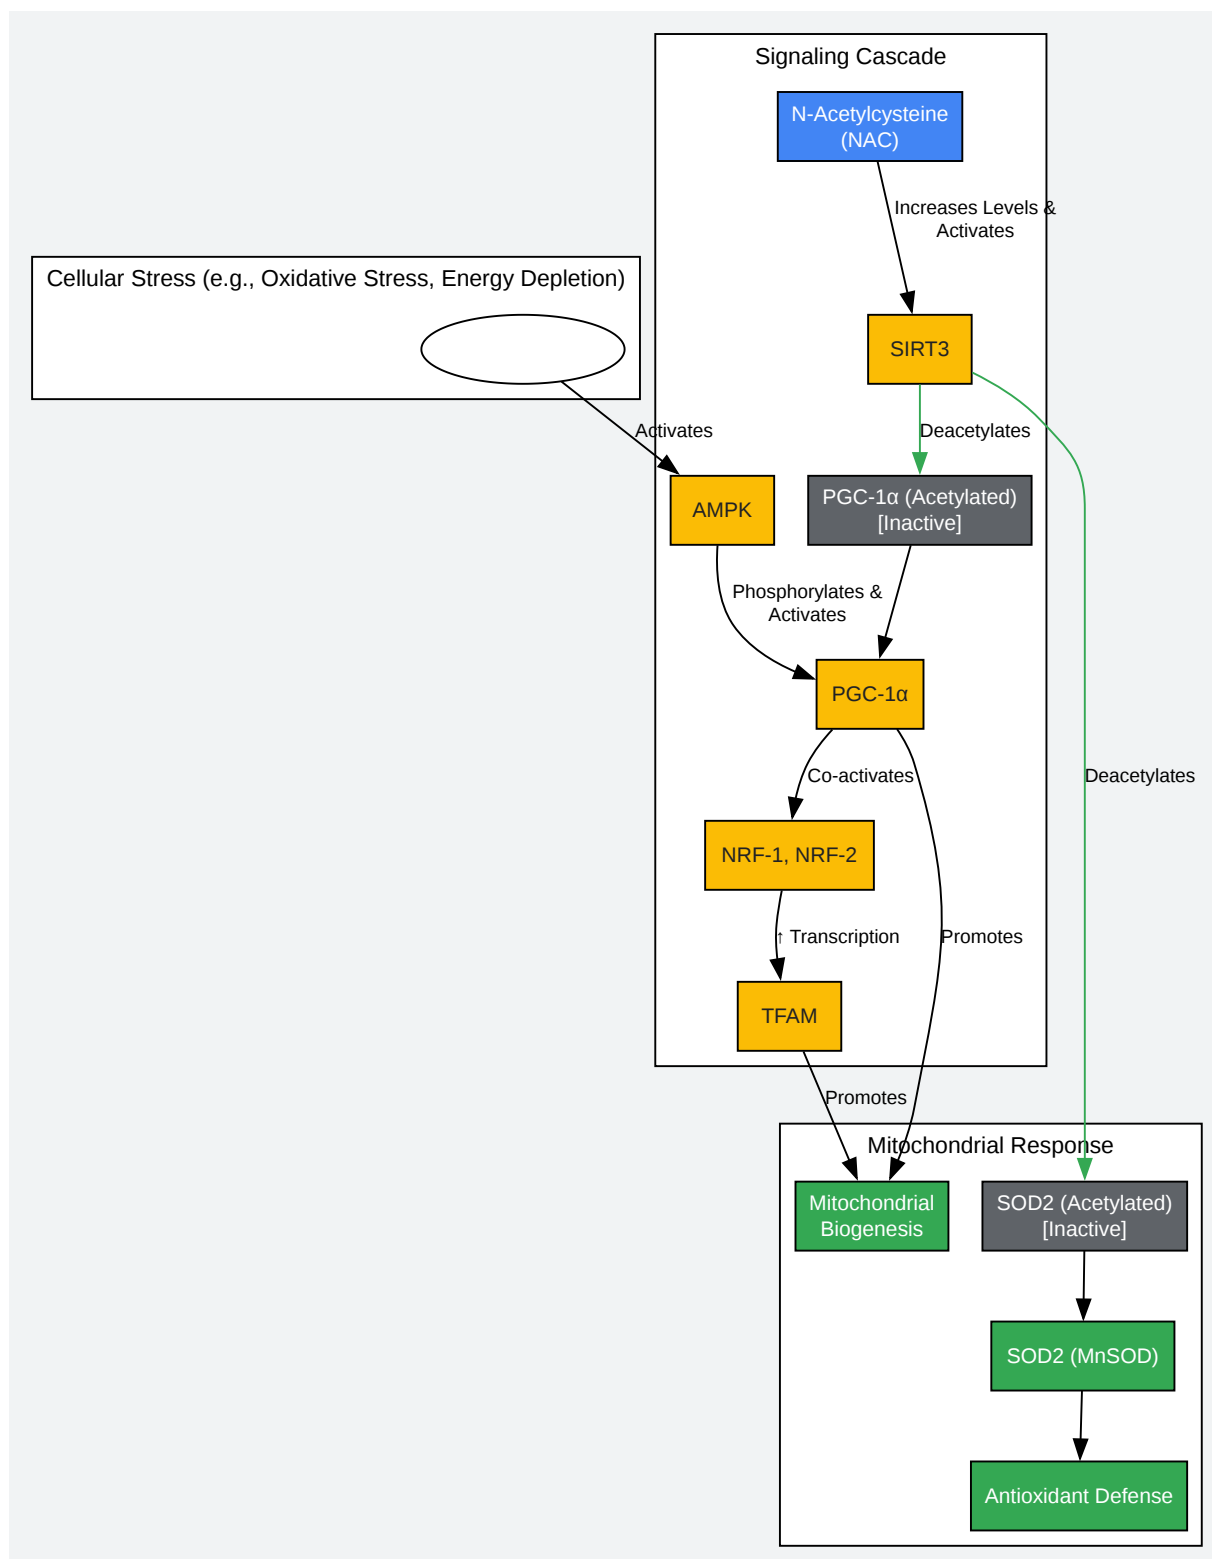 Signaling Cascade
N-Acetylcysteine
(NAC)
Increases Levels &
Activates
Cellular Stress (e.g., Oxidative Stress, Energy Depletion)
SIRT3
Activates
Deacetylates
AMPK
PGC-1α (Acetylated)
[Inactive]
Phosphorylates &
Activates
PGC-1α
Co-activates
Deacetylates
NRF-1, NRF-2
↑ Transcription
Promotes
TFAM
Promotes
Mitochondrial Response
Mitochondrial
Biogenesis
SOD2 (Acetylated)
[Inactive]
SOD2 (MnSOD)
Antioxidant Defense